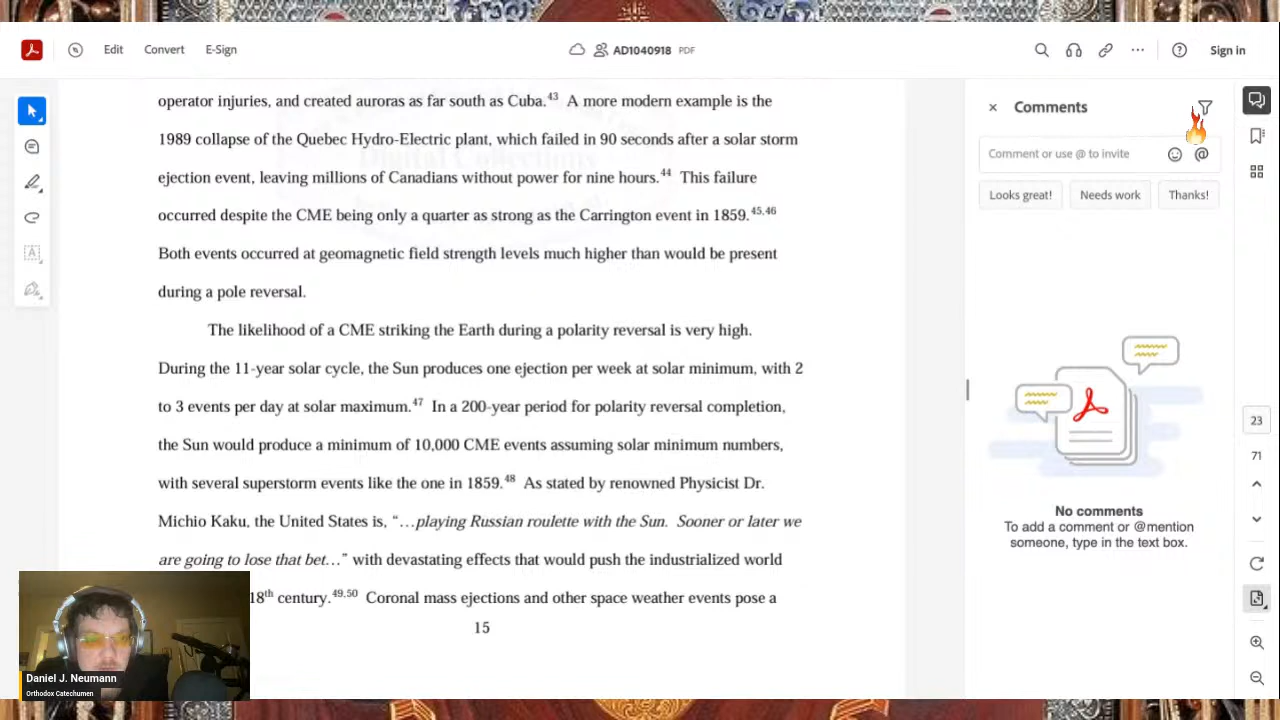 Edit Convert E-Sign AD1040918 PDF Sign in
operator injuries, and created auroras as far south as Cuba.43 A more modern example is the
1989 collapse of the Quebec Hydro-Electric plant, which failed in 90 seconds after a solar storm
ejection event, leaving millions of Canadians without power for nine hours.44 This failure
occurred despite the CME being only a quarter as strong as the Carrington event in 1859.45,46
Both events occurred at geomagnetic field strength levels much higher than would be present
during a pole reversal.
The likelihood of a CME striking the Earth during a polarity reversal is very high.
During the 11-year solar cycle, the Sun produces one ejection per week at solar minimum, with 2
to 3 events per day at solar maximum.47 In a 200-year period for polarity reversal completion,
the Sun would produce a minimum of 10,000 CME events assuming solar minimum numbers,
with several superstorm events like the one in 1859.48 As stated by renowned Physicist Dr.
Michio Kaku, the United States is, “…playing Russian roulette with the Sun. Sooner or later we
are going to lose that bet…” with devastating effects that would push the industrialized world
18th century.49,50 Coronal mass ejections and other space weather events pose a
15
Digital Collections
Comments
Comment or use @ to invite
Looks great! Needs work Thanks!
No comments
To add a comment or @mention
someone, type in the text box.
23
71
Daniel J. Neumann
Orthodox Catechumen